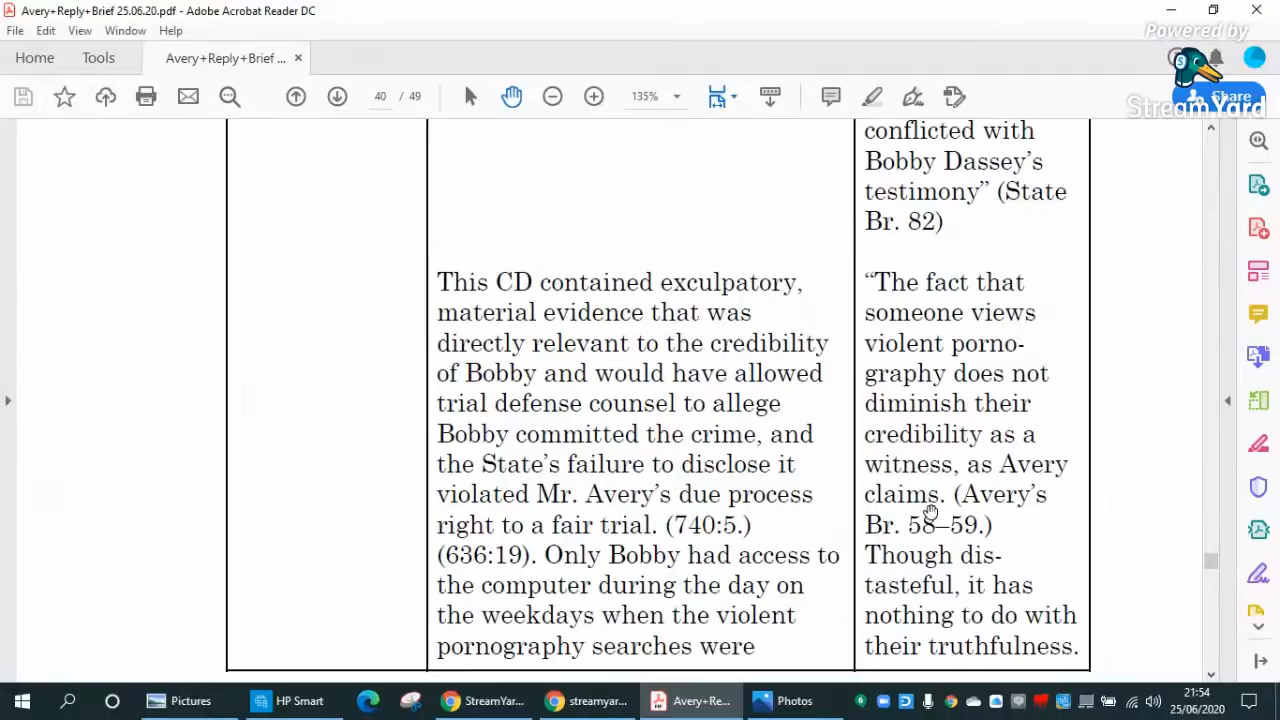 Avery+Reply+Brief 25.06.20.pdf - Adobe Acrobat Reader DC
File Edit View Window Help
Powered by
Home Tools Avery+Reply+Brief ... ×
Share
StreamYard
40 / 49 135%
conflicted with
Bobby Dassey's
testimony” (State
Br. 82)
This CD contained exculpatory,
material evidence that was
directly relevant to the credibility
of Bobby and would have allowed
trial defense counsel to allege
Bobby committed the crime, and
the State's failure to disclose it
violated Mr. Avery's due process
right to a fair trial. (740:5.)
(636:19). Only Bobby had access to
the computer during the day on
the weekdays when the violent
pornography searches were
“The fact that
someone views
violent porno-
graphy does not
diminish their
credibility as a
witness, as Avery
claims. (Avery's
Br. 58–59.)
Though dis-
tasteful, it has
nothing to do with
their truthfulness.
Pictures HP Smart StreamYar... streamyar... Avery+Re... Photos
21:54
25/06/2020